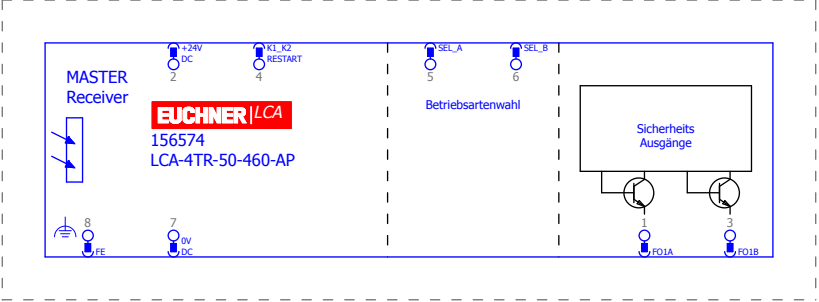 +24V
DC
2
K1_K2
RESTART
4
SEL_A
5
SEL_B
6
MASTER
Receiver
EUCHNER LCA
156574
LCA-4TR-50-460-AP
Betriebsartenwahl
Sicherheits
Ausgänge
8
FE
7
0V
DC
1
FO1A
3
FO1B